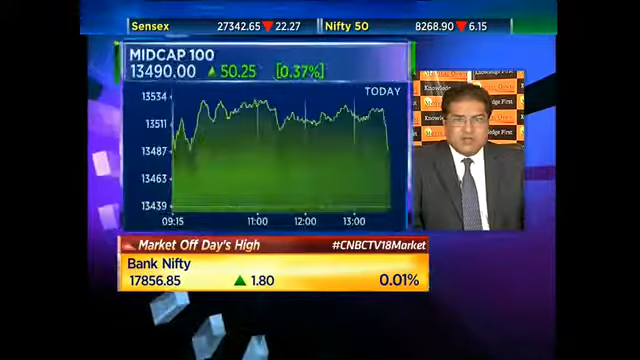 Sensex 27342.65 ▼ 22.27 Nifty 50 8268.90 ▼ 6.15
MIDCAP 100
13490.00 ▲ 50.25 [0.37%]
TODAY
13534
13511
13487
13463
13439
09:15 11:00 12:00 13:00
Knowledge First
Market Off Day's High #CNBCTV18Market
Bank Nifty
17856.85 ▲ 1.80 0.01%